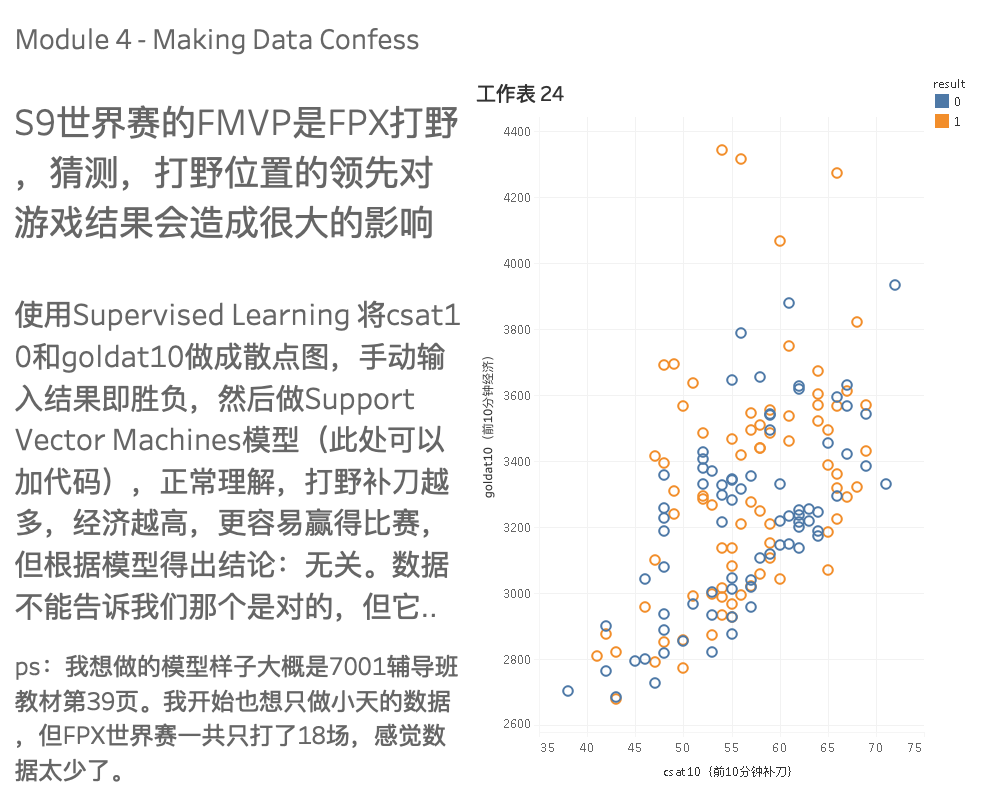 Module 4 - Making Data Confess
S9世界赛的FMVP是FPX打野
，猜测，打野位置的领先对
游戏结果会造成很大的影响
使用Supervised Learning 将csat1
0和goldat10做成散点图，手动输
入结果即胜负，然后做Support
Vector Machines模型（此处可以
加代码），正常理解，打野补刀越
多，经济越高，更容易赢得比赛，
但根据模型得出结论：无关。数据
不能告诉我们那个是对的，但它..
ps：我想做的模型样子大概是7001辅导班
教材第39页。我开始也想只做小天的数据
，但FPX世界赛一共只打了18场，感觉数
据太少了。
工作表 24
result
0
1
goldat10（前10分钟经济）
4400
4200
4000
3800
3600
3400
3200
3000
2800
2600
35 40 45 50 55 60 65 70 75
csat10（前10分钟补刀）